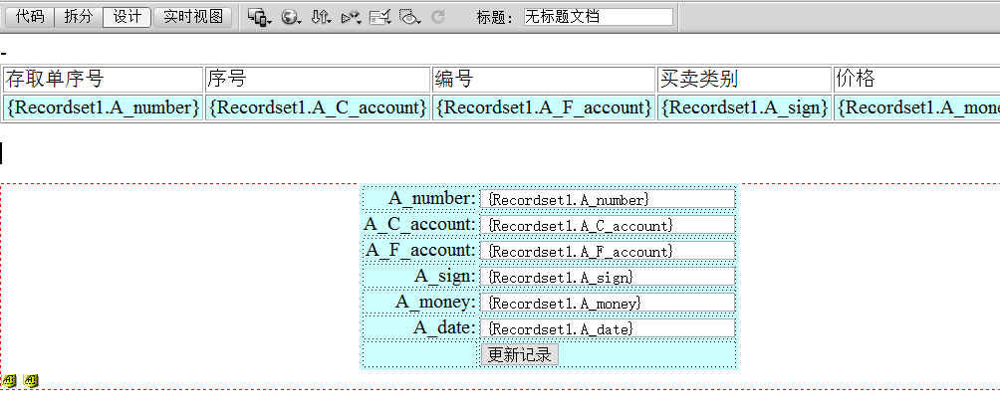 代码 拆分 设计 实时视图 标题: 无标题文档
-
存取单序号 序号 编号 买卖类别 价格
{Recordset1.A_number} {Recordset1.A_C_account} {Recordset1.A_F_account} {Recordset1.A_sign} {Recordset1.A_mone
A_number: {Recordset1.A_number}
A_C_account: {Recordset1.A_C_account}
A_F_account: {Recordset1.A_F_account}
A_sign: {Recordset1.A_sign}
A_money: {Recordset1.A_money}
A_date: {Recordset1.A_date}
更新记录